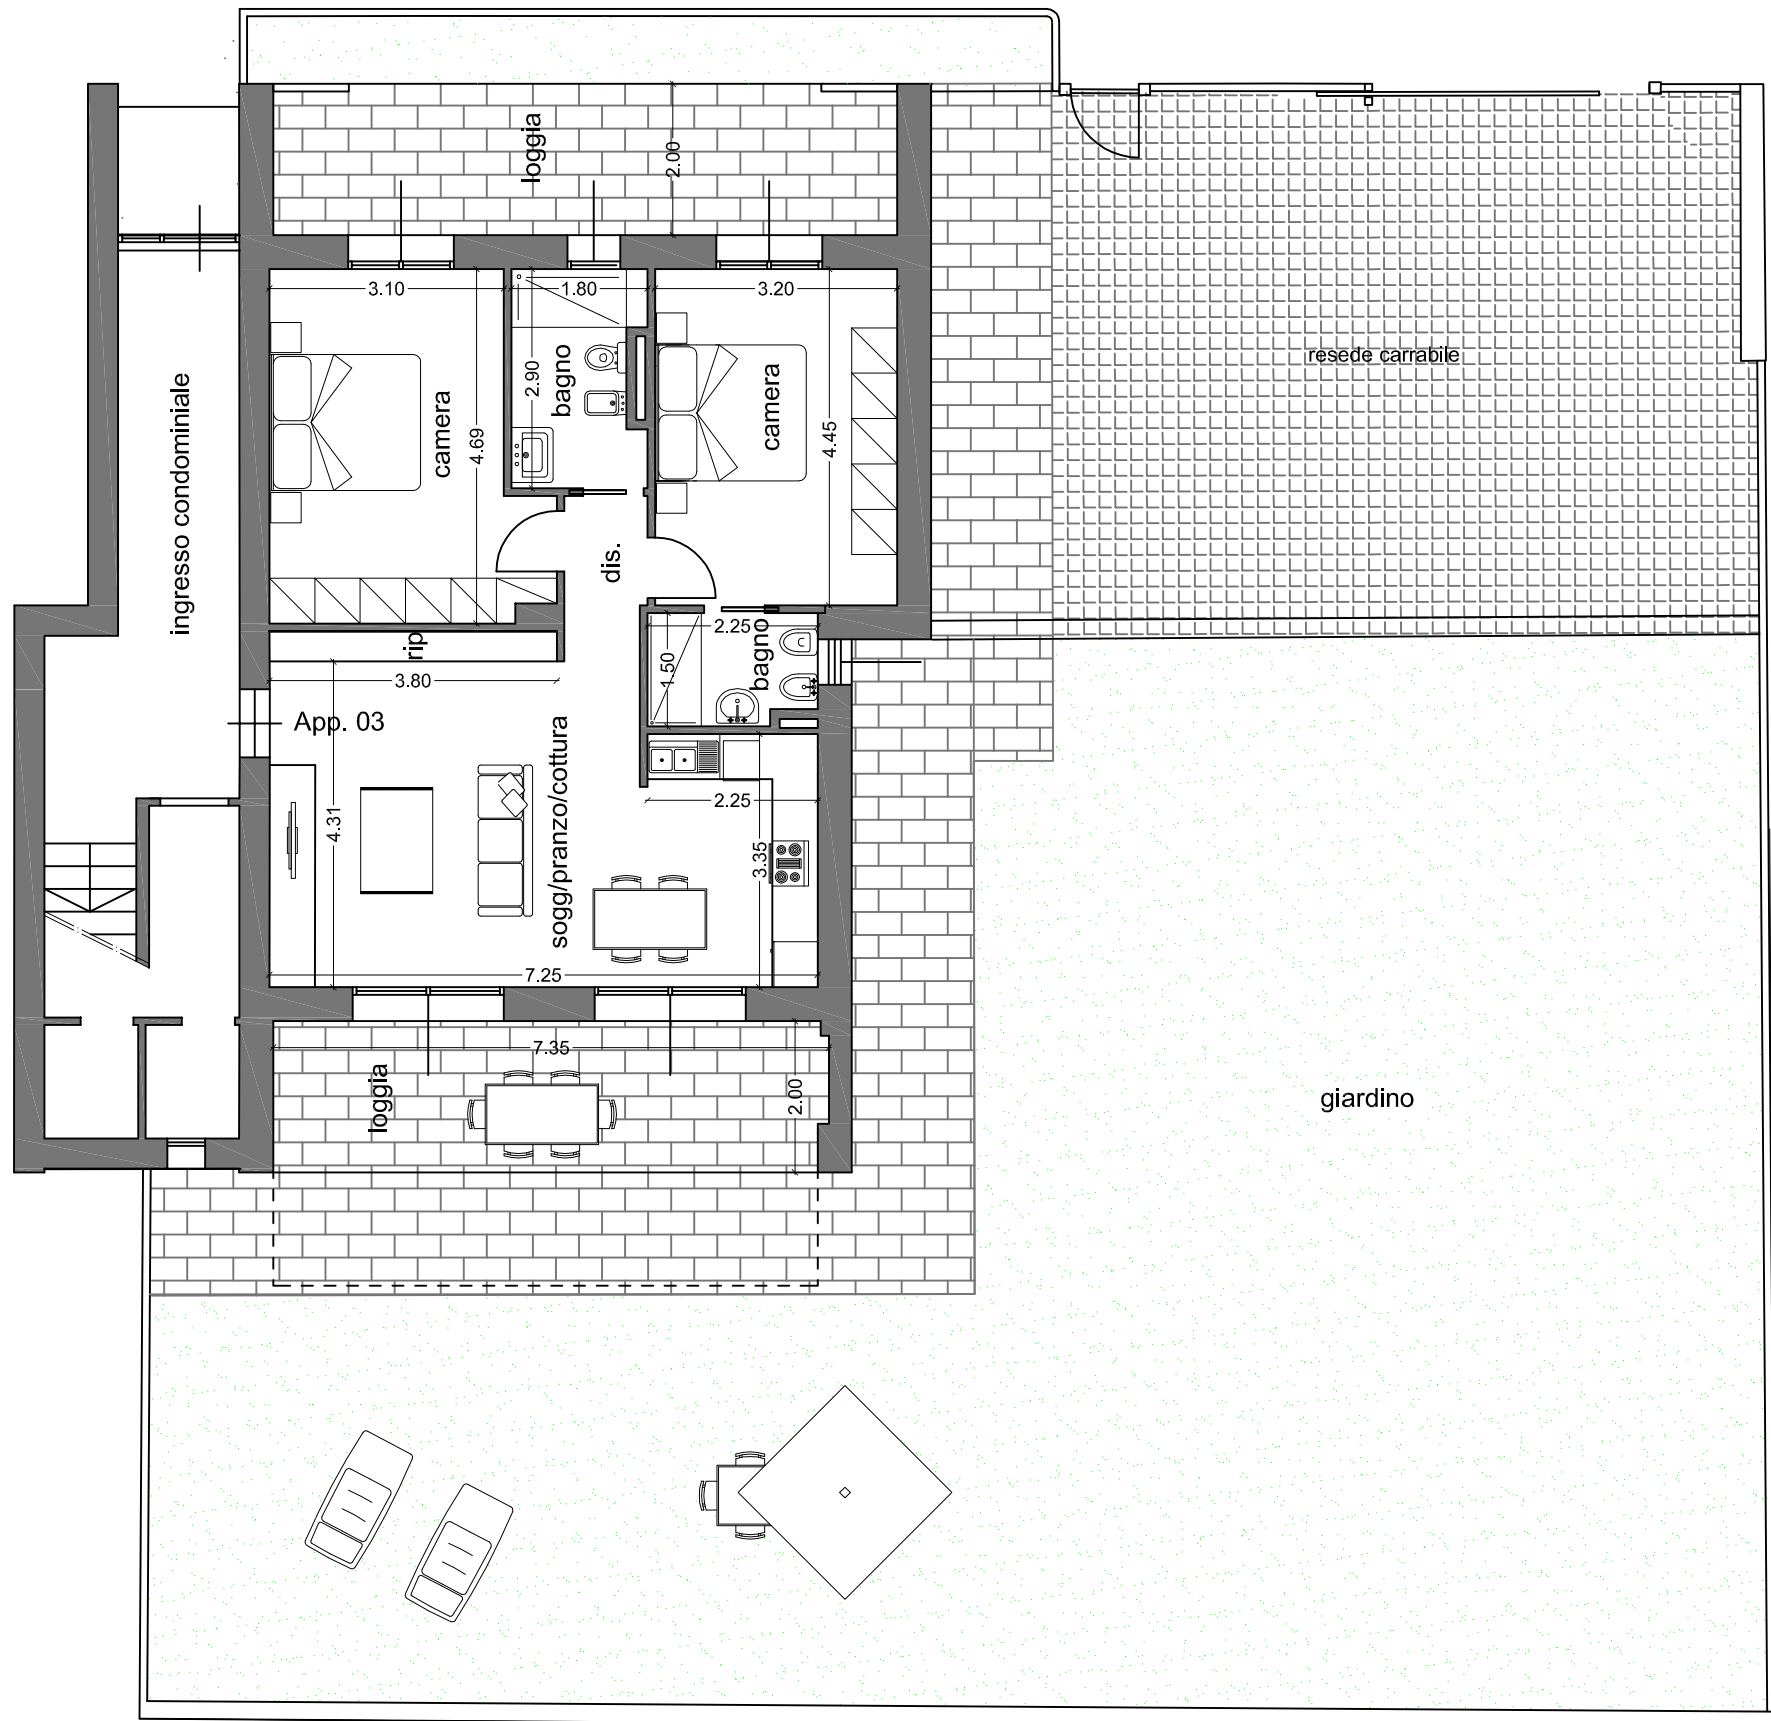 loggia
2.00
3.10
1.80
3.20
resede carrabile
ingresso condominiale
camera
4.69
2.90
bagno
camera
4.45
dis.
rip
3.80
2.25
1.50
bagno
App. 03
4.31
sogg/pranzo/cottura
2.25
3.35
7.25
7.35
loggia
2.00
giardino